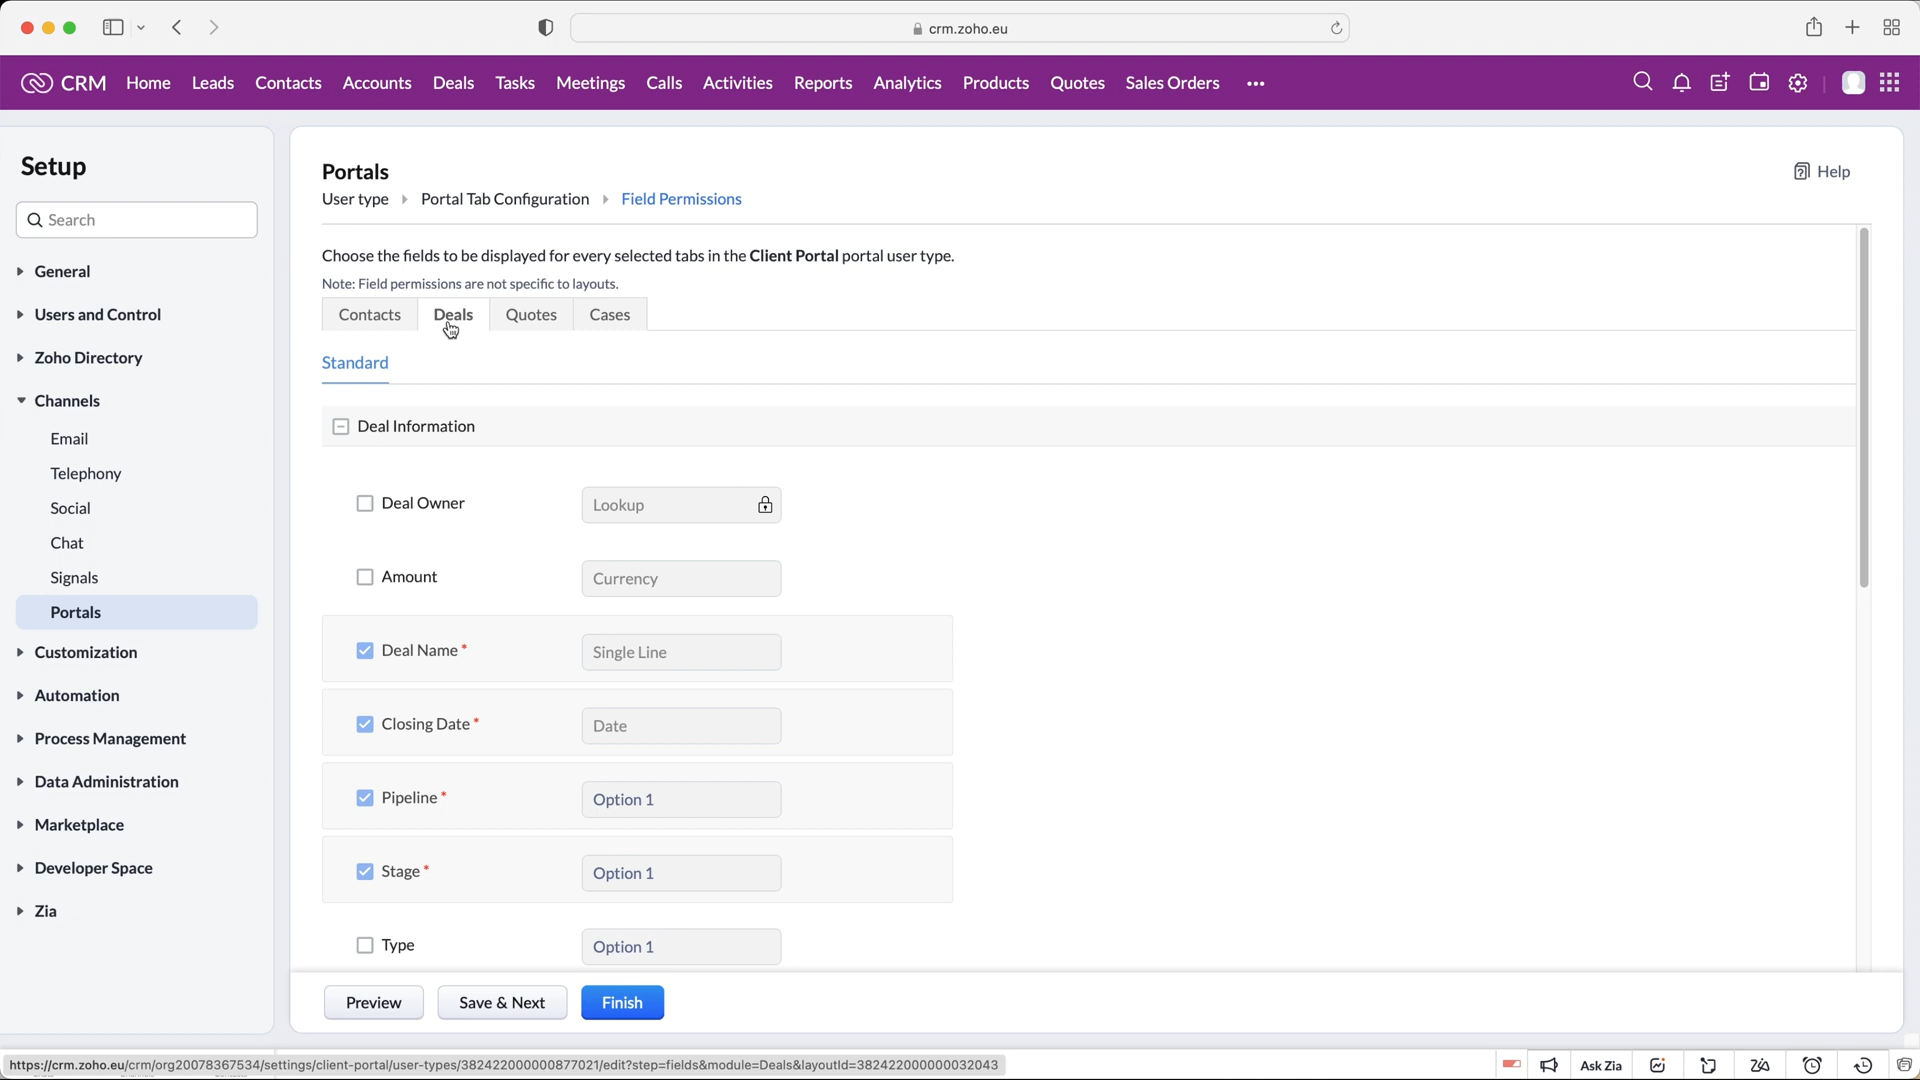 crm.zoho.eu
CRM Home Leads Contacts Accounts Deals Tasks Meetings Calls Activities Reports Analytics Products Quotes Sales Orders
Setup
Search
General
Users and Control
Zoho Directory
Channels
Email
Telephony
Social
Chat
Signals
Portals
Customization
Automation
Process Management
Data Administration
Marketplace
Developer Space
Zia
Portals
Help
User type Portal Tab Configuration Field Permissions
Choose the fields to be displayed for every selected tabs in the Client Portal portal user type.
Note: Field permissions are not specific to layouts.
Contacts Deals Quotes Cases
Standard
Deal Information
Deal Owner Lookup
Amount Currency
Deal Name * Single Line
Closing Date * Date
Pipeline * Option 1
Stage * Option 1
Type Option 1
Preview Save & Next Finish
https://crm.zoho.eu/crm/org20078367534/settings/client-portal/user-types/382422000000877021/edit?step=fields&module=Deals&layoutId=382422000000032043
Ask Zia